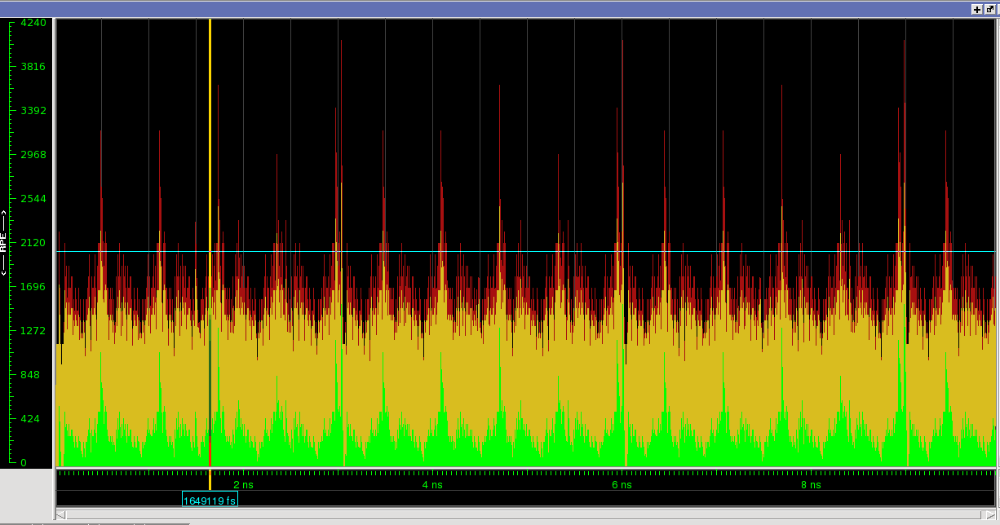 4240
3816
3392
2968
2544
2120
1696
1272
848
424
0
<---- RPE ---->
2 ns
4 ns
6 ns
8 ns
1649119 fs